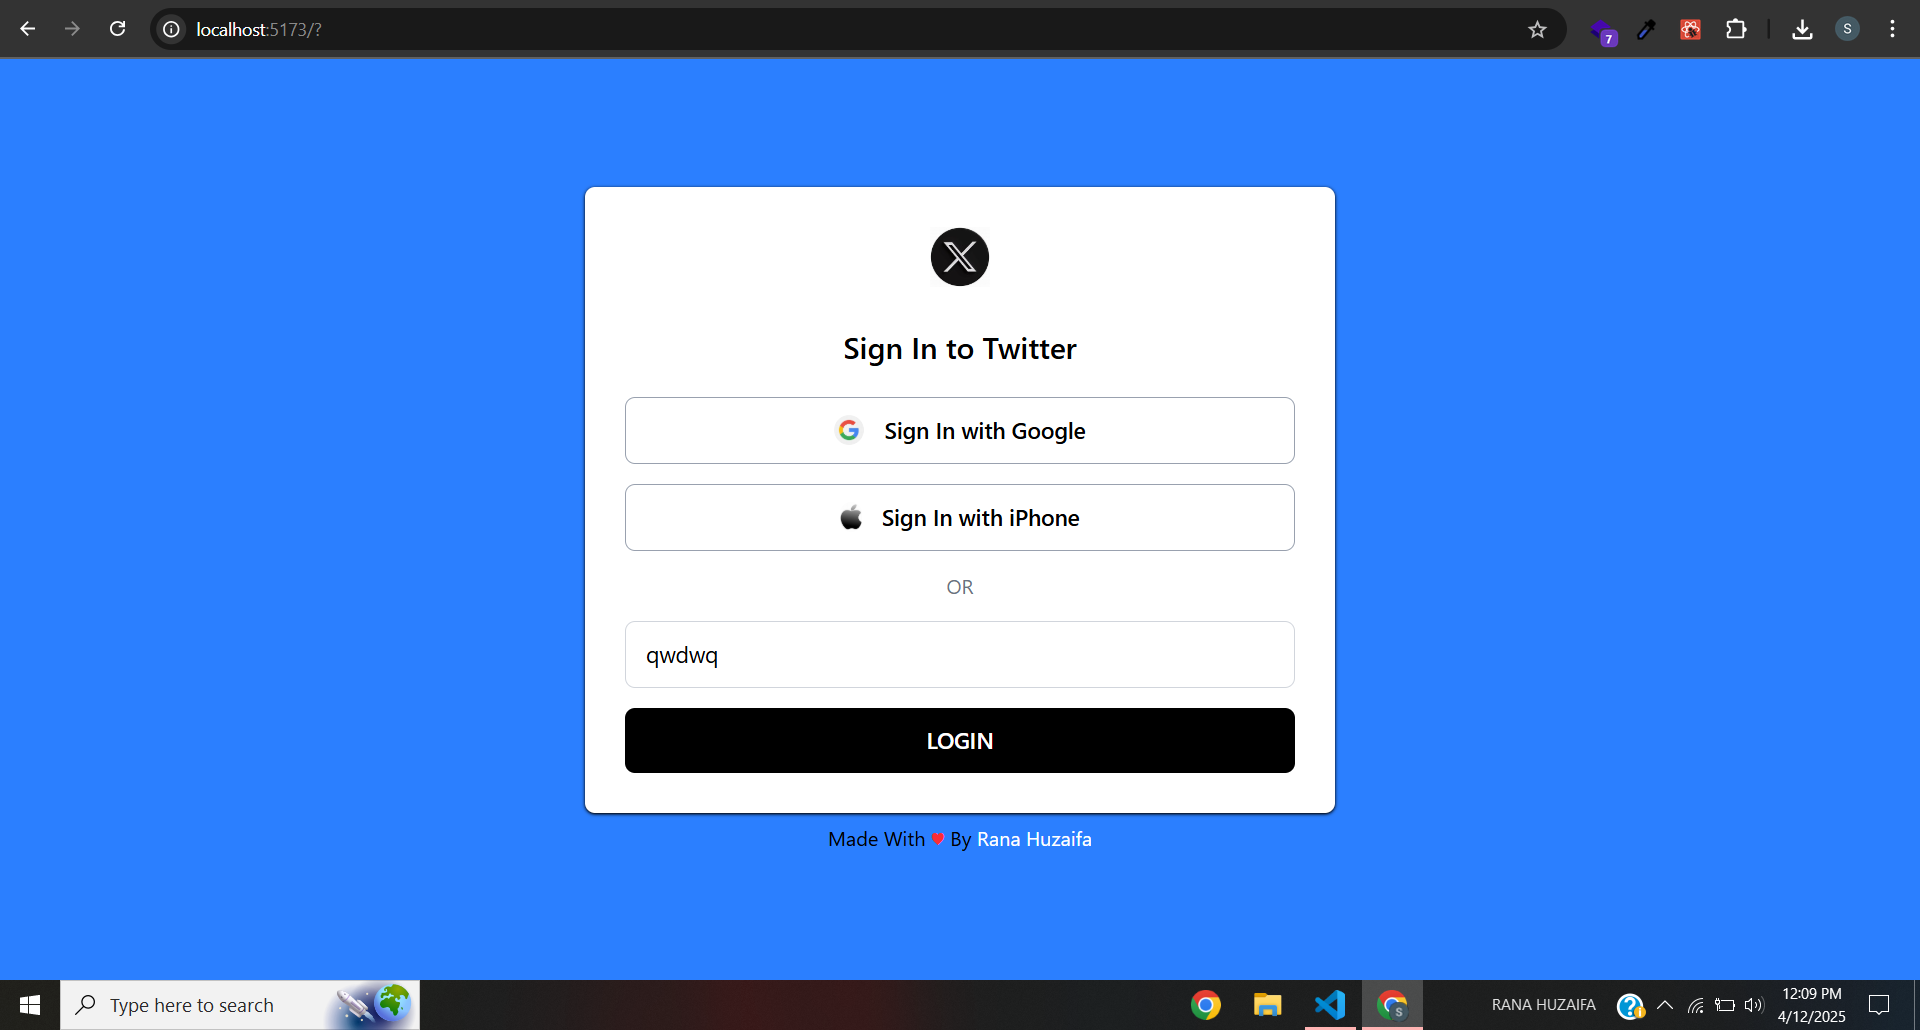 localhost:5173/?
7
S
Sign In to Twitter
Sign In with Google
Sign In with iPhone
OR
qwdwq
LOGIN
Made With ♥ By Rana Huzaifa
Type here to search
S
RANA HUZAIFA
12:09 PM
4/12/2025